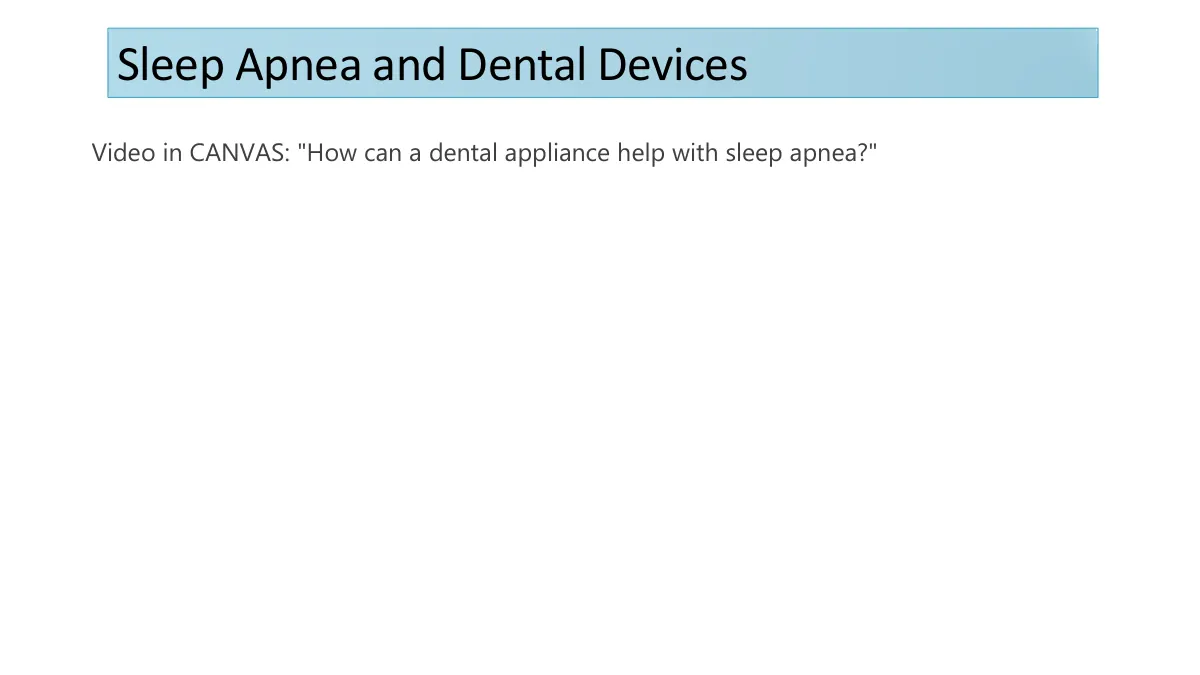 Sleep Apnea and Dental Devices
Video in CANVAS: "How can a dental appliance help with sleep apnea?"